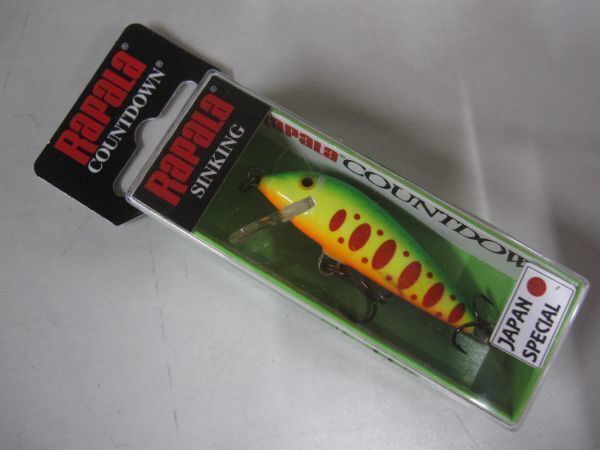 Rapala®
COUNTDOWN®
Rapala®
SINKING
Rapala
COUNTDOW
JAPAN
SPECIAL